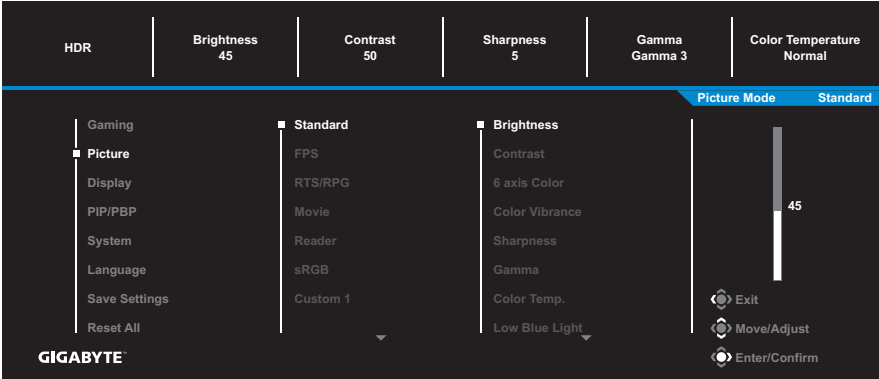 HDR
Brightness
45
Contrast
50
Sharpness
5
Gamma
Gamma 3
Color Temperature
Normal
Picture Mode Standard
Gaming
Picture
Display
PIP/PBP
System
Language
Save Settings
Reset All
Standard
FPS
RTS/RPG
Movie
Reader
sRGB
Custom 1
Brightness
Contrast
6 axis Color
Color Vibrance
Sharpness
Gamma
Color Temp.
Low Blue Light
45
Exit
Move/Adjust
Enter/Confirm
GIGABYTE™